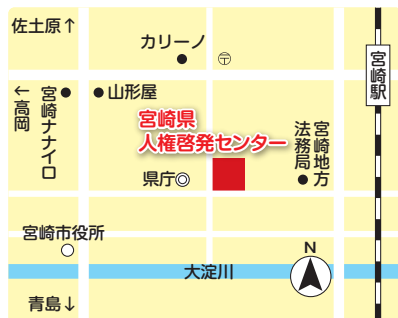 佐土原↑
カリーノ
〒
宮崎駅
←高岡
宮崎ナナイロ
山形屋
宮崎県
人権啓発センター
宮崎地方
法務局
県庁
宮崎市役所
N
大淀川
青島↓